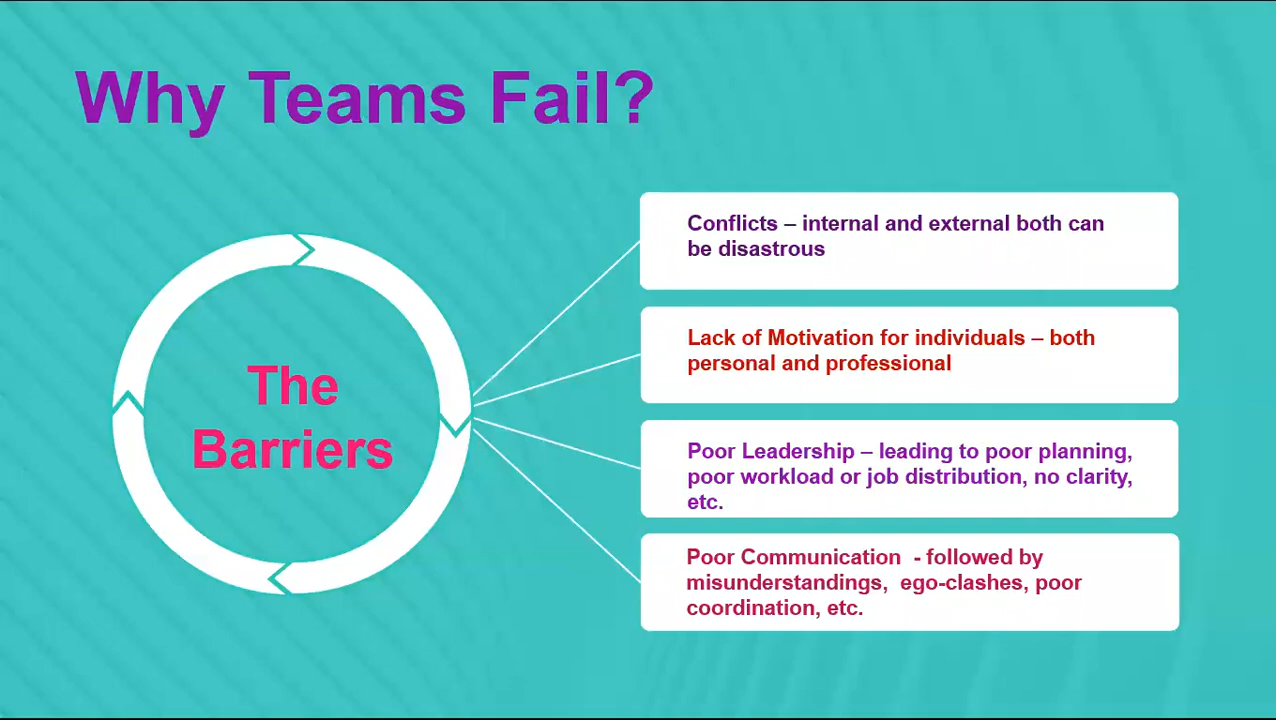 Why Teams Fail?
The
Barriers
Conflicts – internal and external both can
be disastrous
Lack of Motivation for individuals – both
personal and professional
Poor Leadership – leading to poor planning,
poor workload or job distribution, no clarity,
etc.
Poor Communication  - followed by
misunderstandings,  ego-clashes, poor
coordination, etc.